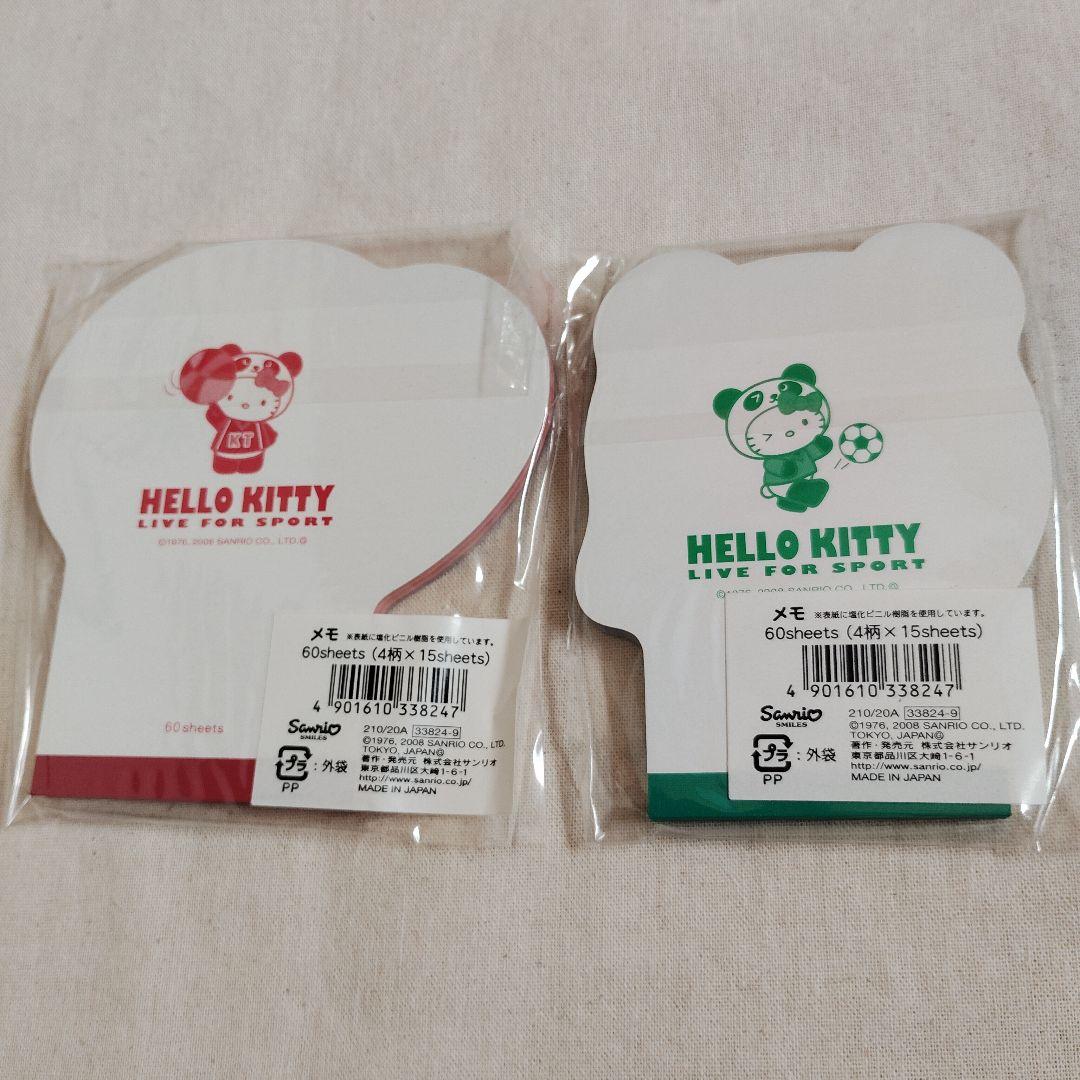 KT
HELLO KITTY
LIVE FOR SPORT
©1976, 2008 SANRIO CO., LTD.
60sheets
メモ ※表紙に塩化ビニル樹脂を使用しています。
60sheets (4柄×15sheets)
4 901610 338247
Sanrio
SMILES
210/20A 33824-9
©1976, 2008 SANRIO CO., LTD.
TOKYO, JAPAN
著作・発売元 株式会社サンリオ
東京都品川区大崎1-6-1
http://www.sanrio.co.jp/
MADE IN JAPAN
プラ
:外袋
PP
HELLO KITTY
LIVE FOR SPORT
©1976, 2008 SANRIO CO., LTD.
メモ ※表紙に塩化ビニル樹脂を使用しています。
60sheets (4柄×15sheets)
4 901610 338247
Sanrio
SMILES
210/20A 33824-9
©1976, 2008 SANRIO CO., LTD.
TOKYO, JAPAN
著作・発売元 株式会社サンリオ
東京都品川区大崎1-6-1
http://www.sanrio.co.jp/
MADE IN JAPAN
プラ
:外袋
PP